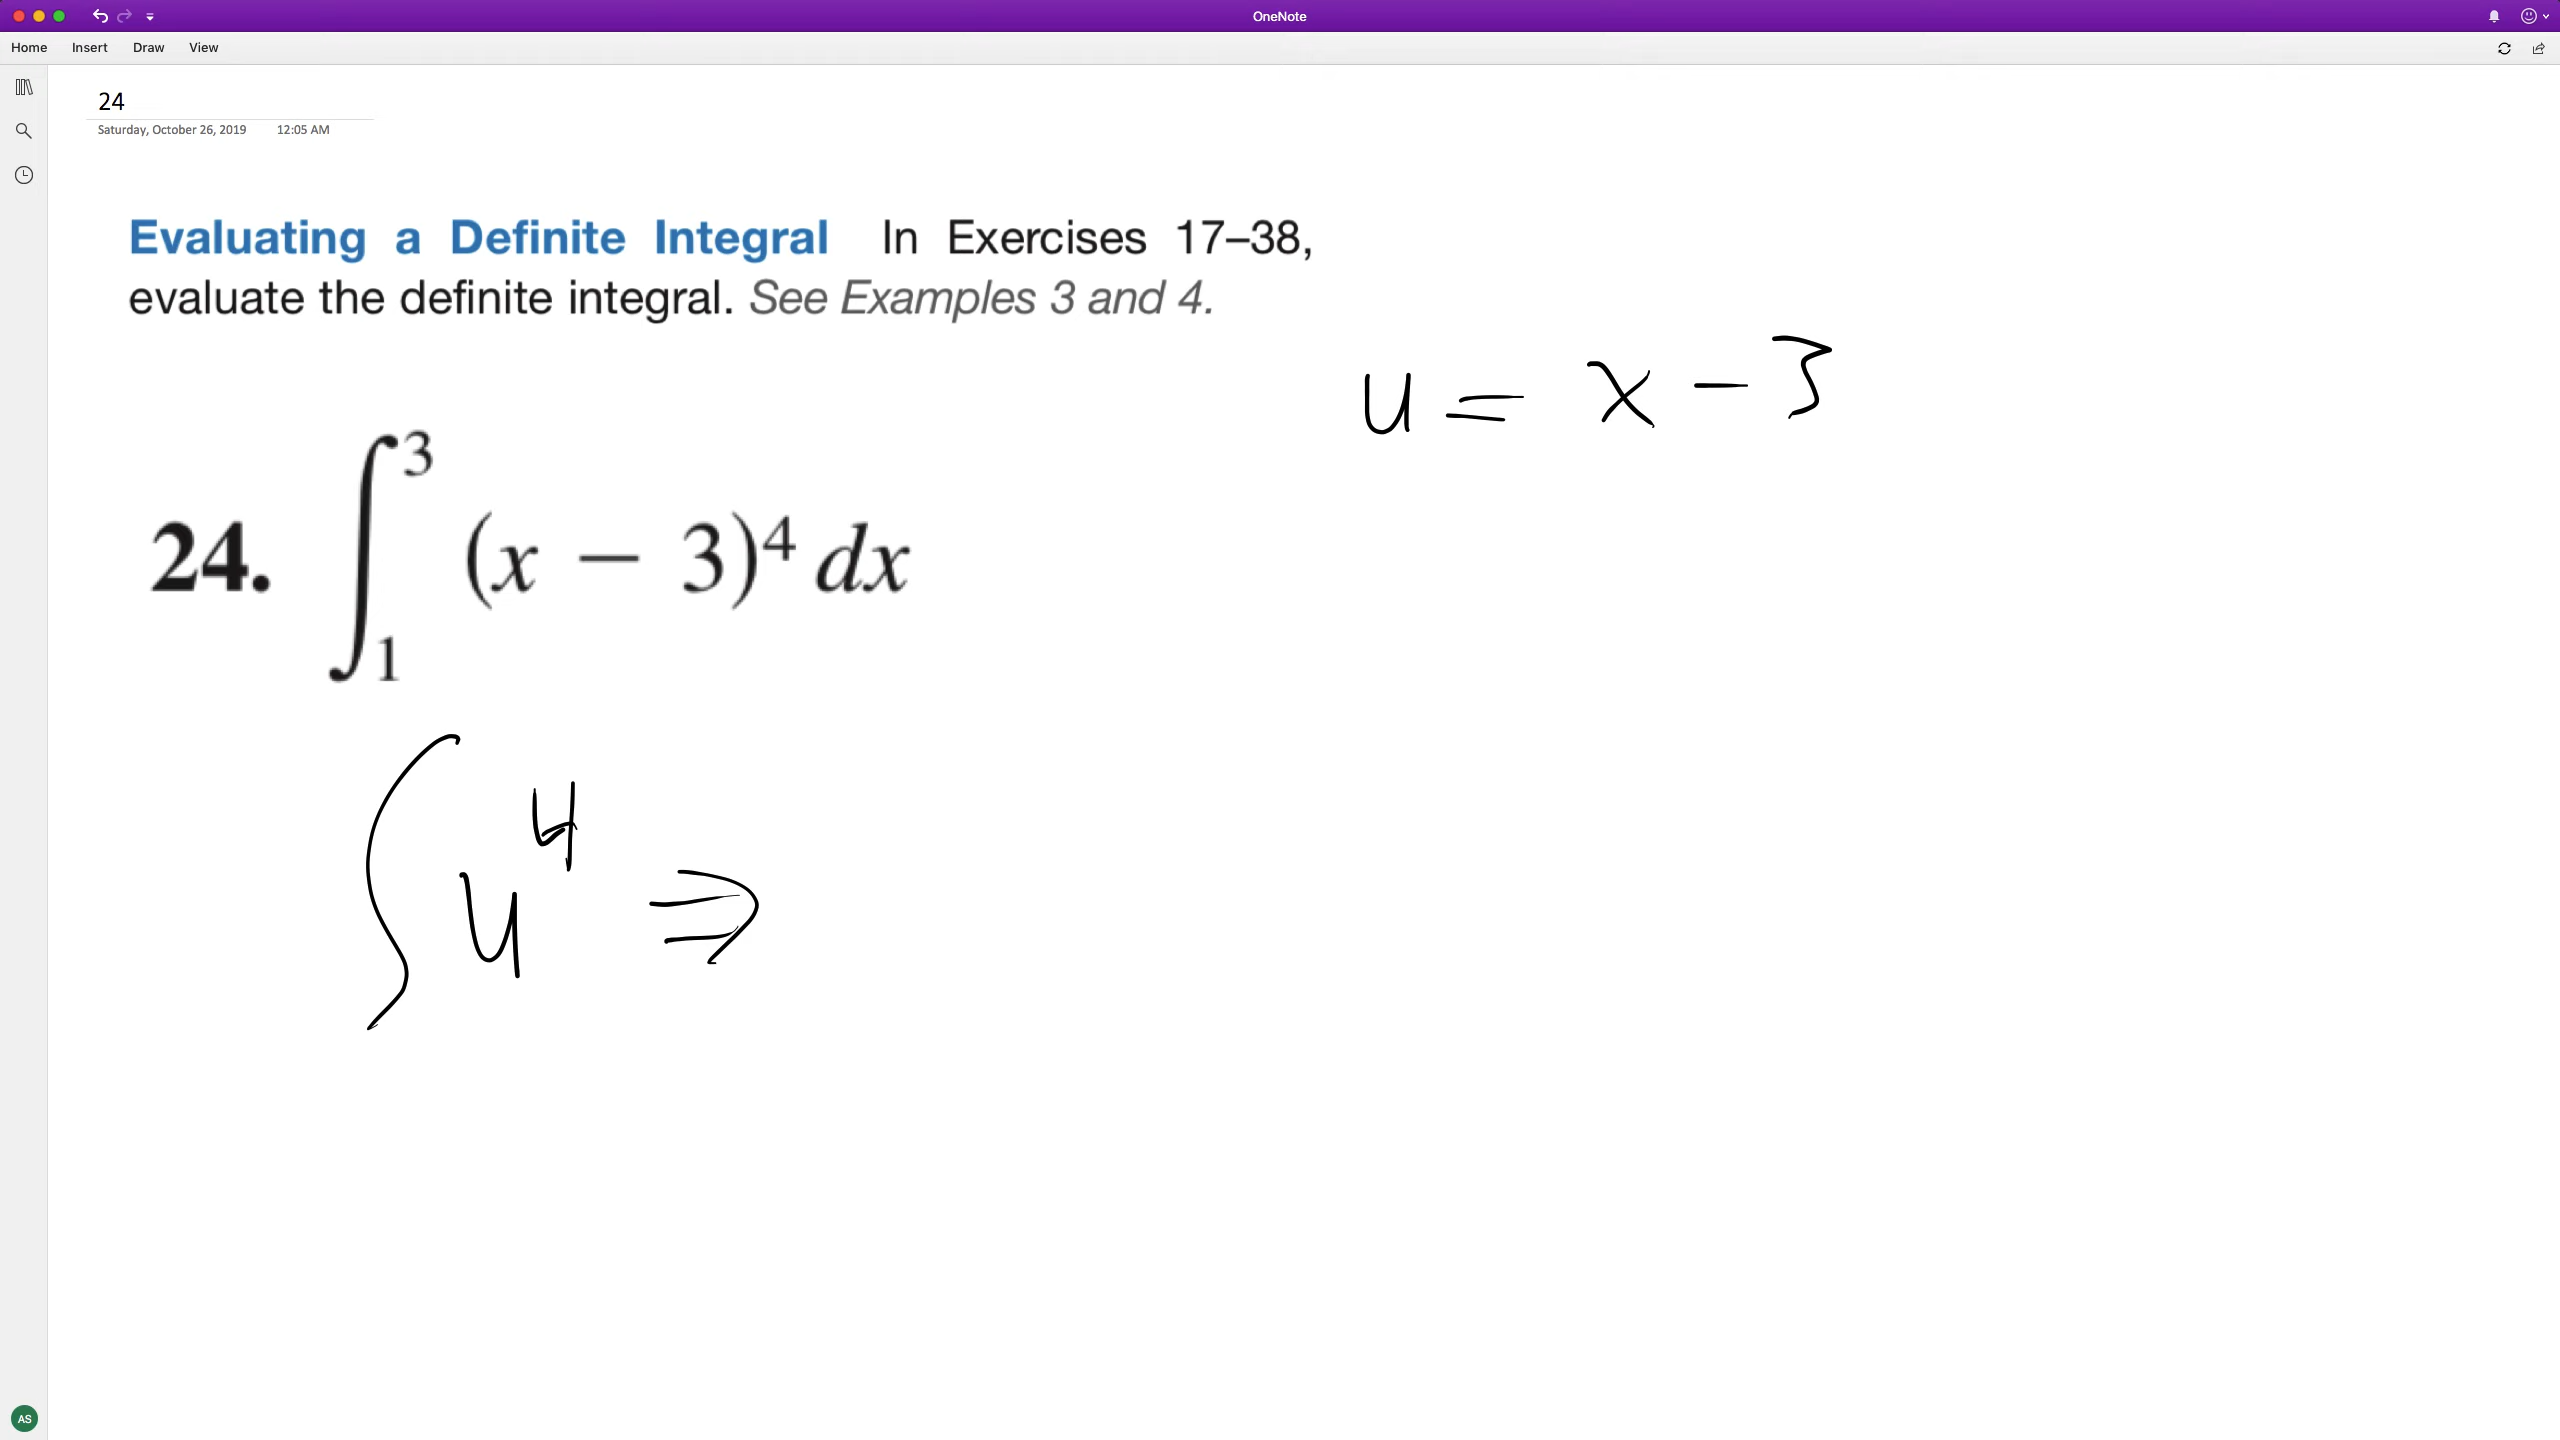 OneNote
Home Insert Draw View
24
Saturday, October 26, 2019 12:05 AM
Evaluating a Definite Integral In Exercises 17–38,
evaluate the definite integral. See Examples 3 and 4.
u = x − 3
24. ∫₁³ (x − 3)⁴ dx
∫ u⁴ ⇒
AS